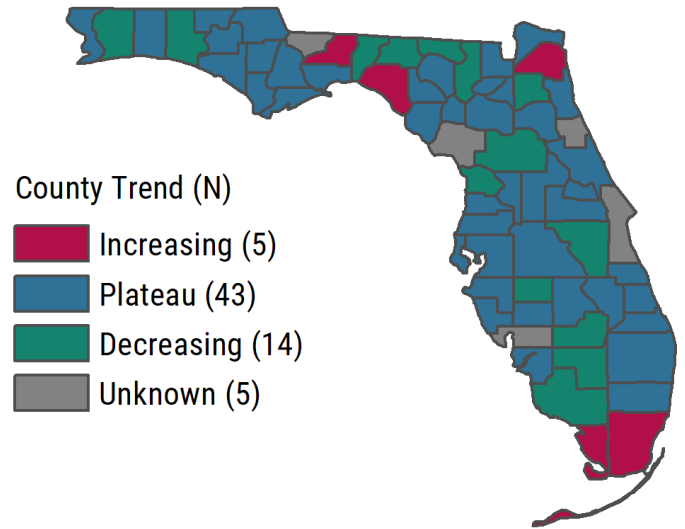 County Trend (N)
Increasing (5)
Plateau (43)
Decreasing (14)
Unknown (5)